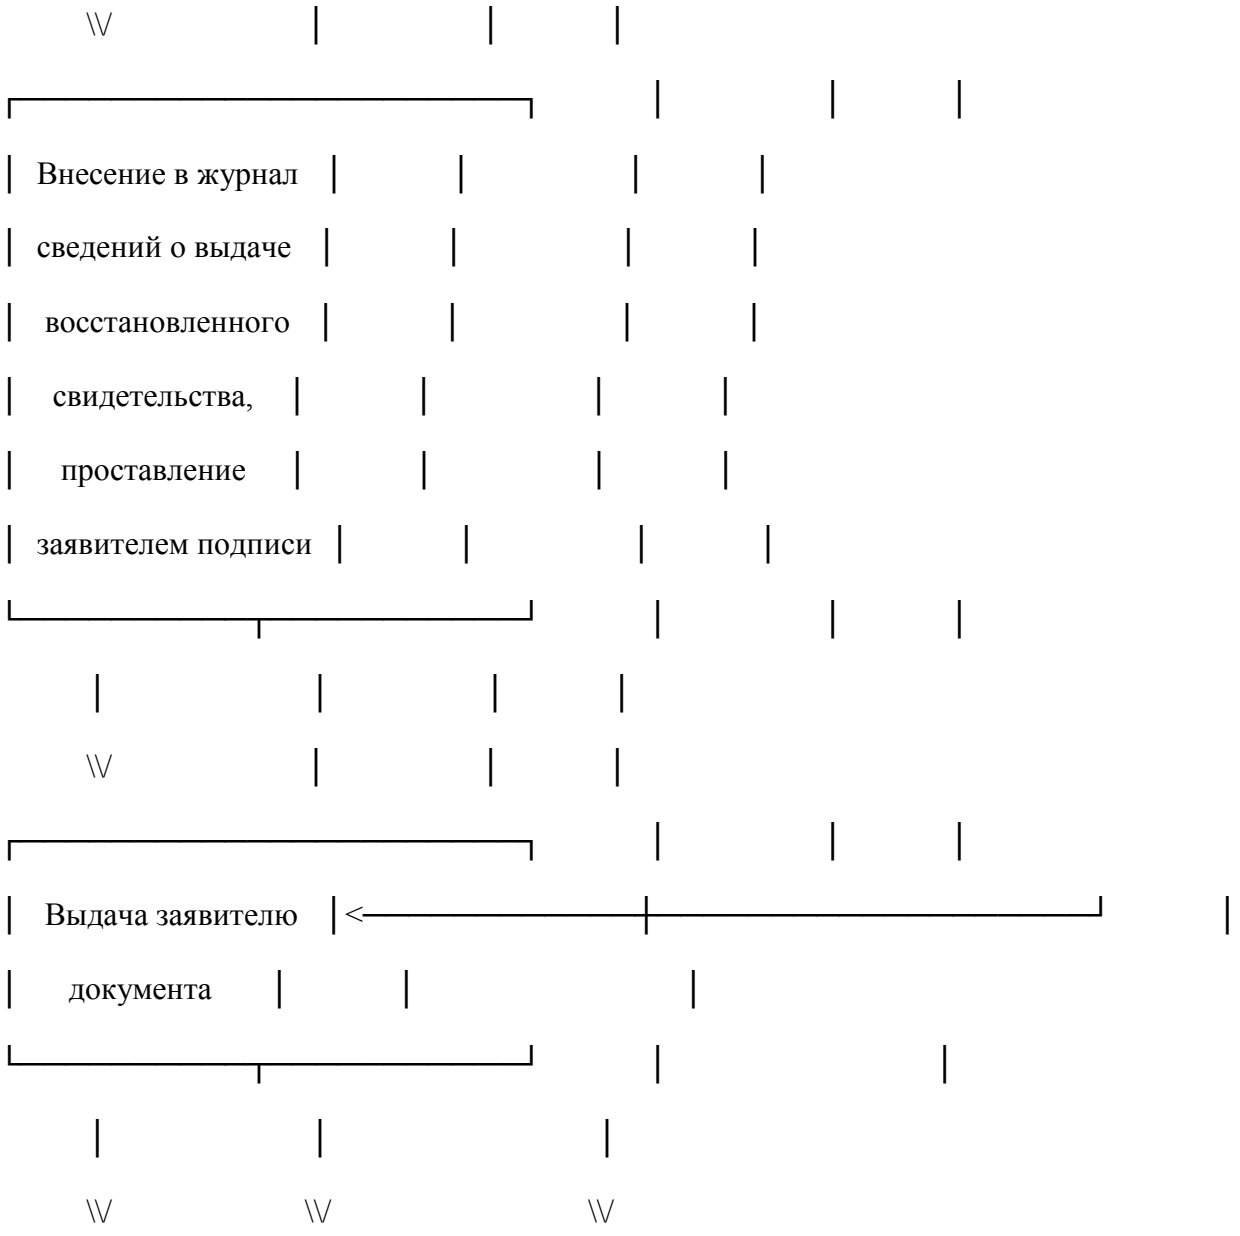 \\/ │ │ │
┌──────────────────────┐ │ │ │
│ Внесение в журнал │ │ │ │
│ сведений о выдаче │ │ │ │
│ восстановленного │ │ │ │
│ свидетельства, │ │ │ │
│ проставление │ │ │ │
│ заявителем подписи │ │ │ │
└──────────┬───────────┘ │ │ │
│ │ │ │
\\/ │ │ │
┌──────────────────────┐ │ │ │
│ Выдача заявителю │<────────────┼───────────────────┘ │
│ документа │ │ │
└──────────┬───────────┘ │ │
│ │ │
\\/ \\/ \\/